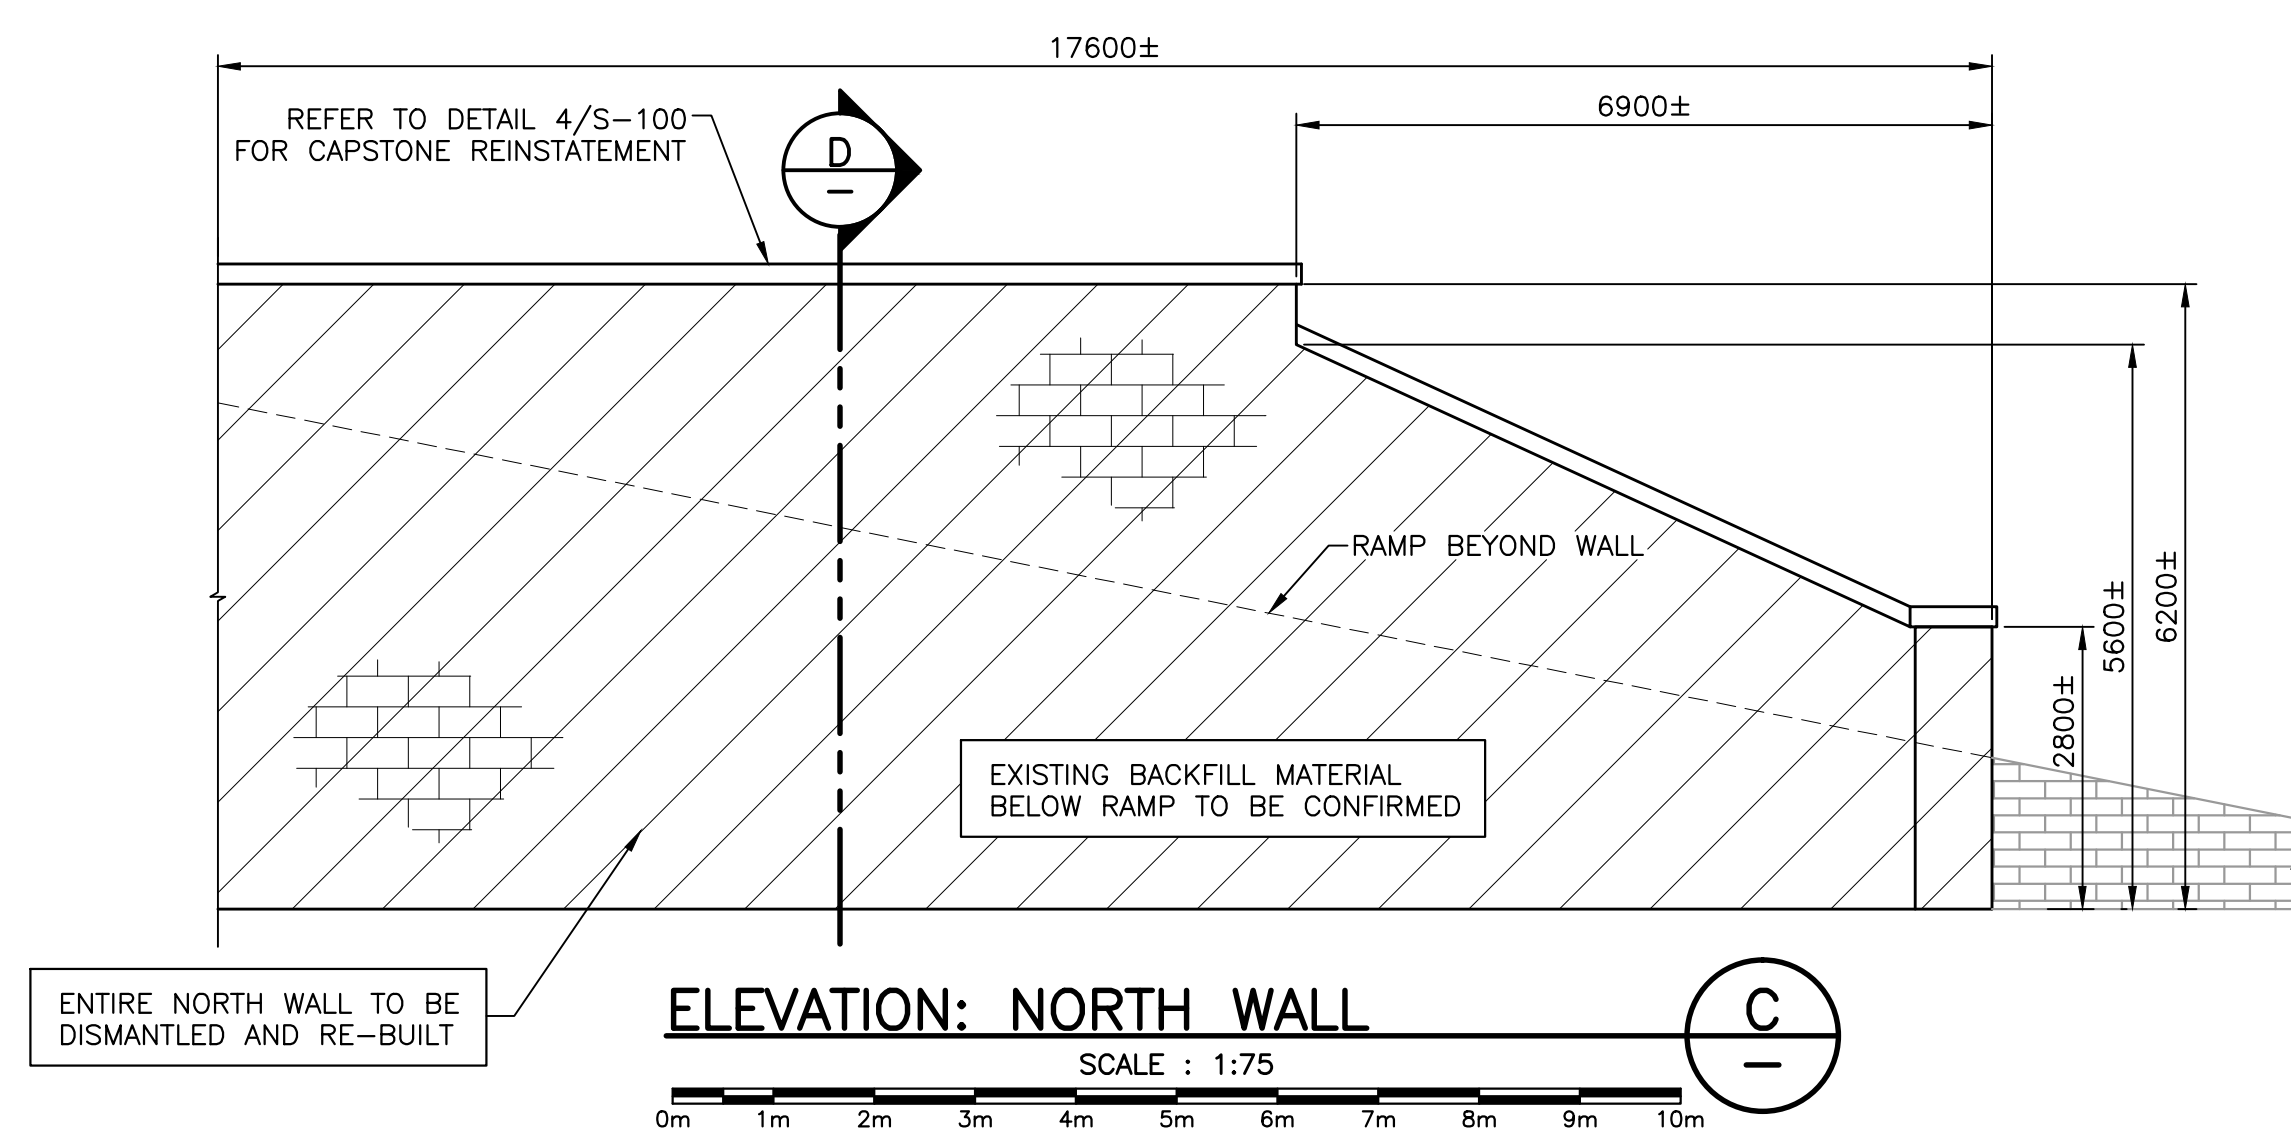 17600±
6900±
REFER TO DETAIL 4/S-100
FOR CAPSTONE REINSTATEMENT
D
–
RAMP BEYOND WALL
6200±
5600±
2800±
EXISTING BACKFILL MATERIAL
BELOW RAMP TO BE CONFIRMED
ENTIRE NORTH WALL TO BE
DISMANTLED AND RE-BUILT
ELEVATION: NORTH WALL
C
–
SCALE : 1:75
0m 1m 2m 3m 4m 5m 6m 7m 8m 9m 10m